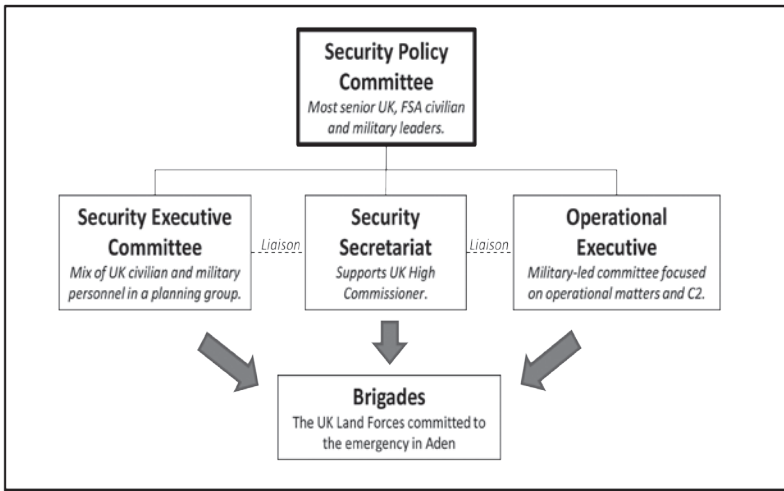 Security Policy
Committee
Most senior UK, FSA civilian
and military leaders.
Security Executive
Committee
Mix of UK civilian and military
personnel in a planning group.
Liaison
Security
Secretariat
Supports UK High
Commissioner.
Liaison
Operational
Executive
Military-led committee focused
on operational matters and C2.
Brigades
The UK Land Forces committed to
the emergency in Aden